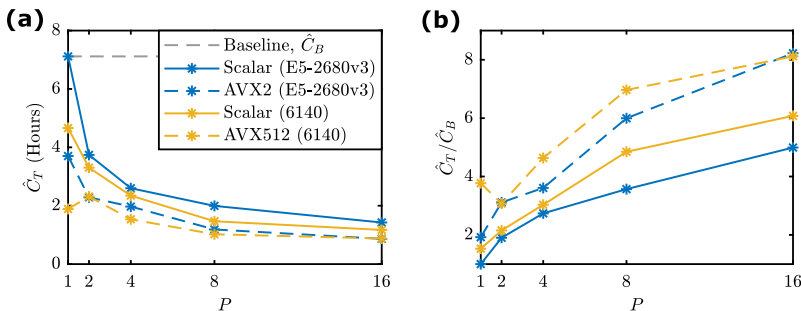 (a)
8
6
4
2
0
Ĉ_T (Hours)
Baseline, Ĉ_B
Scalar (E5-2680v3)
AVX2 (E5-2680v3)
Scalar (6140)
AVX512 (6140)
1 2 4 8 16
P
(b)
8
6
4
2
Ĉ_T/Ĉ_B
1 2 4 8 16
P